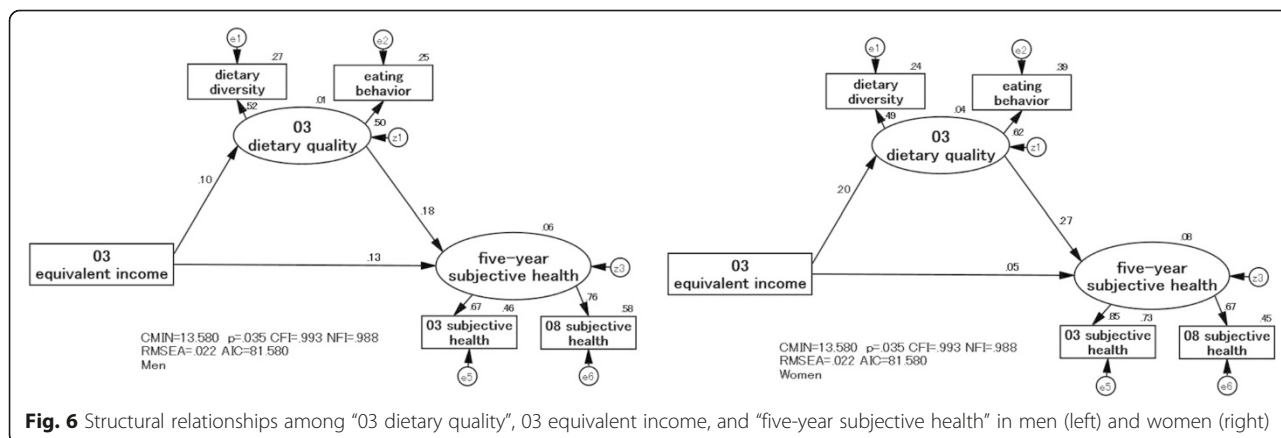 e1
e2
.27
.25
dietary
diversity
eating
behavior
.52
.01
.50
03
dietary quality
z1
.10
.18
03
equivalent income
.13
.06
five-year
subjective health
z3
.67
.46
.76
.58
03 subjective
health
08 subjective
health
e5
e6
CMIN=13.580 p=.035 CFI=.993 NFI=.988
RMSEA=.022 AIC=81.580
Men
e1
e2
.24
.39
dietary
diversity
eating
behavior
.49
.04
.62
03
dietary quality
z1
.20
.27
03
equivalent income
.05
.08
five-year
subjective health
z3
.85
.73
.67
.45
03 subjective
health
08 subjective
health
e5
e6
CMIN=13.580 p=.035 CFI=.993 NFI=.988
RMSEA=.022 AIC=81.580
Women
Fig. 6 Structural relationships among “03 dietary quality”, 03 equivalent income, and “five-year subjective health” in men (left) and women (right)